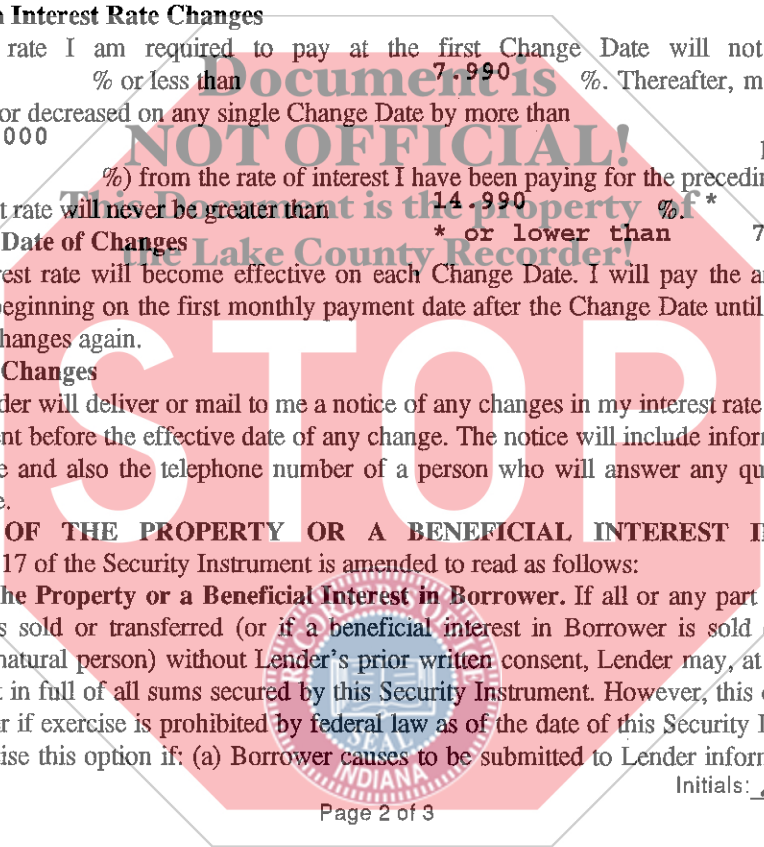 n Interest Rate Changes
rate I am required to pay at the first Change Date will not
% or less than 7.990 %. Thereafter, m
or decreased on any single Change Date by more than
000
%) from the rate of interest I have been paying for the precedin
t rate will never be greater than 14.990 %. *
Date of Changes * or lower than 7
rest rate will become effective on each Change Date. I will pay the a
beginning on the first monthly payment date after the Change Date until
hanges again.
Changes
der will deliver or mail to me a notice of any changes in my interest rate
nt before the effective date of any change. The notice will include infor
e and also the telephone number of a person who will answer any qu
e.
OF THE PROPERTY OR A BENEFICIAL INTEREST I
17 of the Security Instrument is amended to read as follows:
he Property or a Beneficial Interest in Borrower. If all or any part
s sold or transferred (or if a beneficial interest in Borrower is sold
natural person) without Lender's prior written consent, Lender may, at
t in full of all sums secured by this Security Instrument. However, this
r if exercise is prohibited by federal law as of the date of this Security I
ise this option if: (a) Borrower causes to be submitted to Lender inform
Initials:
Page 2 of 3
Document is
NOT OFFICIAL!
This Document is the property of
the Lake County Recorder!
STOP
SEAL
INDIANA